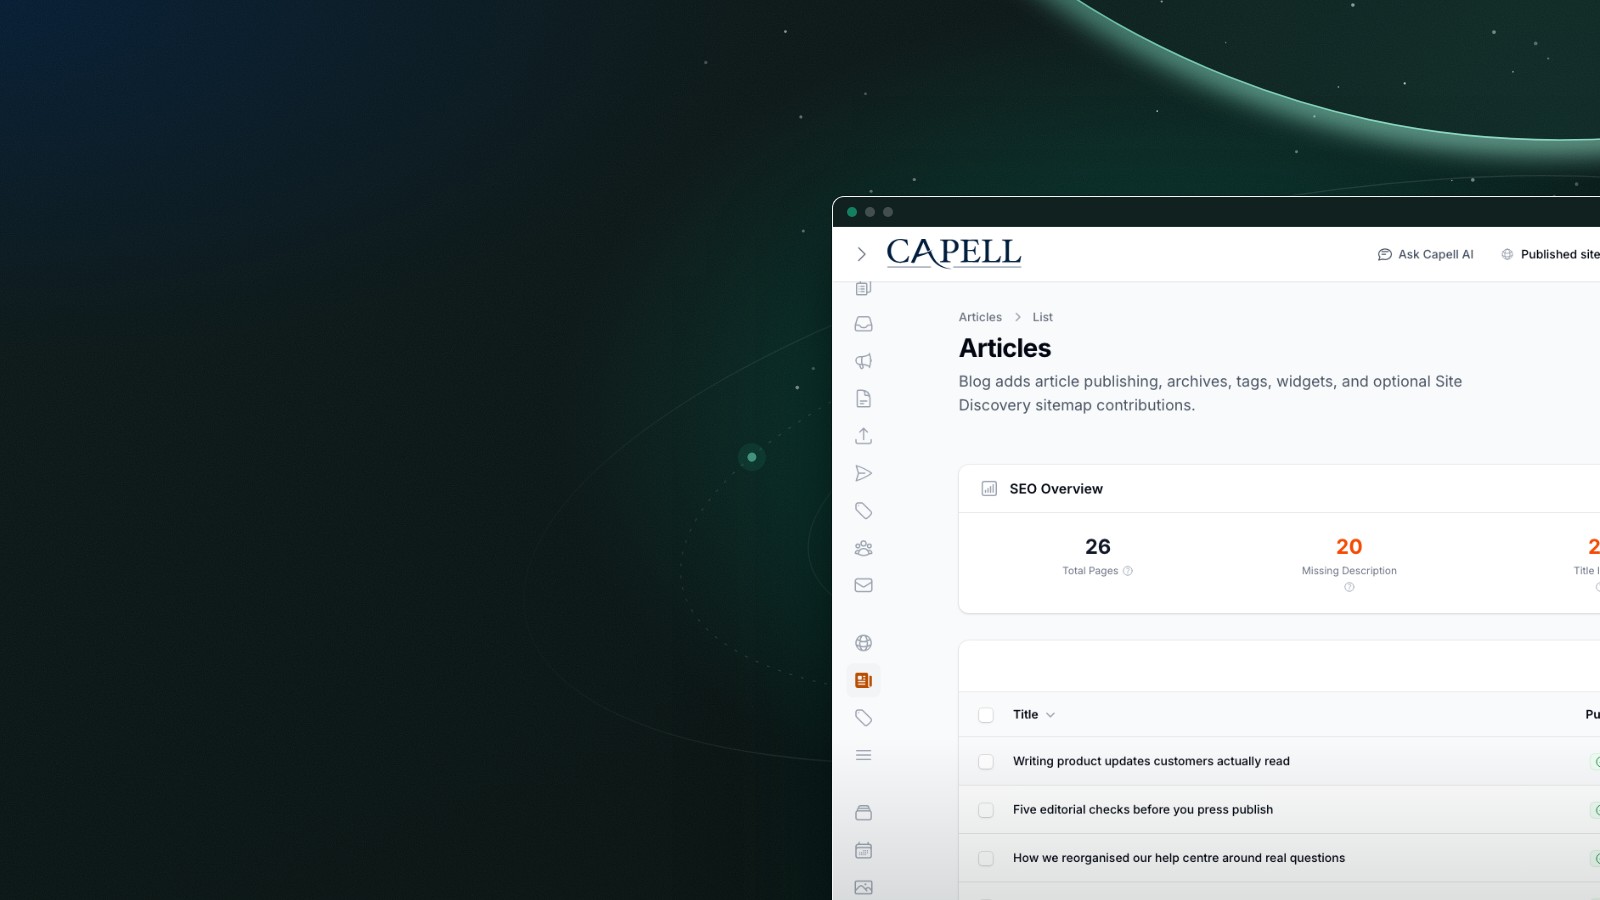 CAPELL
Ask Capell AI
Published site
Articles
List
Articles
Blog adds article publishing, archives, tags, widgets, and optional Site
Discovery sitemap contributions.
SEO Overview
26
20
Total Pages
Missing Description
Title
Title
Writing product updates customers actually read
Five editorial checks before you press publish
How we reorganised our help centre around real questions